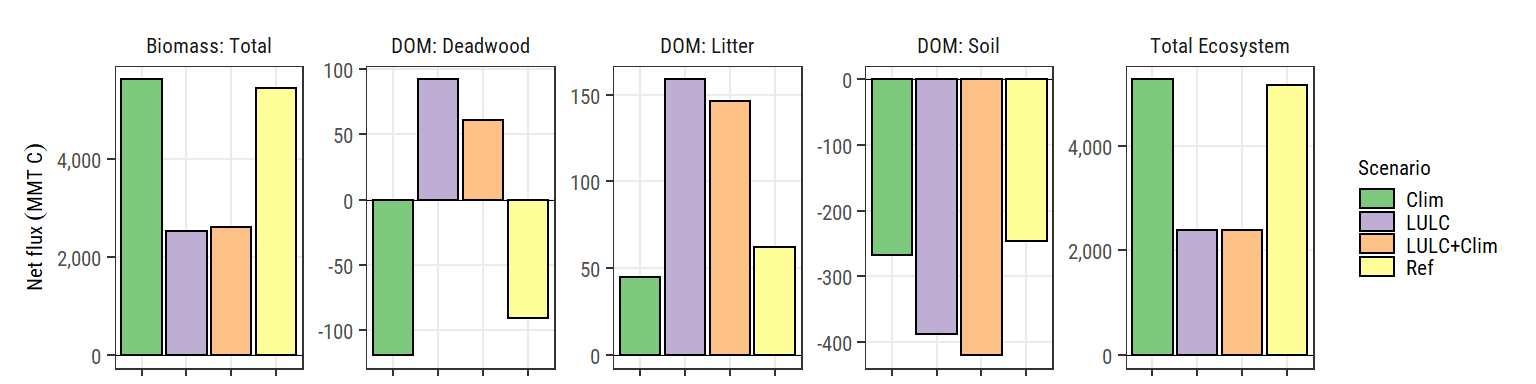 Biomass: Total
DOM: Deadwood
DOM: Litter
DOM: Soil
Total Ecosystem
Net flux (MMT C)
4,000
2,000
0
100
50
0
-50
-100
150
100
50
0
0
-100
-200
-300
-400
4,000
2,000
0
Scenario
Clim
LULC
LULC+Clim
Ref